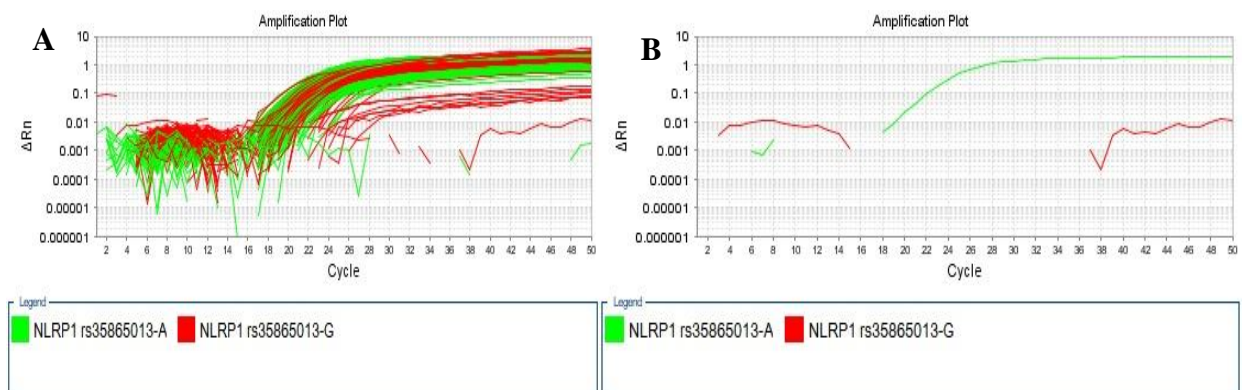 A
Amplification Plot
10
1
0.1
0.01
0.001
0.0001
0.00001
0.000001
ΔRn
2 4 6 8 10 12 14 16 18 20 22 24 26 28 30 32 34 36 38 40 42 44 46 48 50
Cycle
Legend
NLRP1 rs35865013-A NLRP1 rs35865013-G
B
Amplification Plot
10
1
0.1
0.01
0.001
0.0001
0.00001
0.000001
ΔRn
2 4 6 8 10 12 14 16 18 20 22 24 26 28 30 32 34 36 38 40 42 44 46 48 50
Cycle
Legend
NLRP1 rs35865013-A NLRP1 rs35865013-G